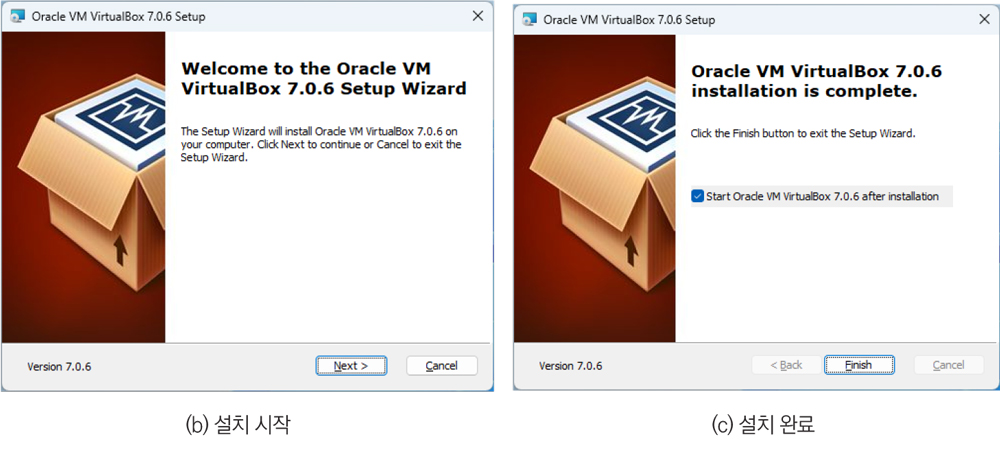 Oracle VM VirtualBox 7.0.6 Setup
Welcome to the Oracle VM
VirtualBox 7.0.6 Setup Wizard
The Setup Wizard will install Oracle VM VirtualBox 7.0.6 on
your computer. Click Next to continue or Cancel to exit the
Setup Wizard.
Version 7.0.6
Next >
Cancel
(b) 설치 시작
Oracle VM VirtualBox 7.0.6 Setup
Oracle VM VirtualBox 7.0.6
installation is complete.
Click the Finish button to exit the Setup Wizard.
Start Oracle VM VirtualBox 7.0.6 after installation
Version 7.0.6
< Back
Finish
Cancel
(c) 설치 완료